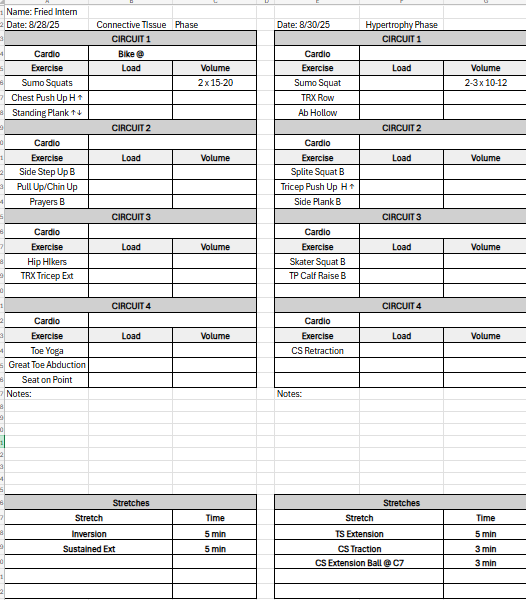 A B C D E F G
Name: Fried Intern
Date: 8/28/25 Connective TIssue Phase Date: 8/30/25 Hypertrophy Phase
CIRCUIT 1 CIRCUIT 1
Cardio Bike @ Cardio
Exercise Load Volume Exercise Load Volume
Sumo Squats 2 x 15-20 Sumo Squat 2-3 x 10-12
Chest Push Up H ↑ TRX Row
Standing Plank ↑↓ Ab Hollow
CIRCUIT 2 CIRCUIT 2
Cardio Cardio
Exercise Load Volume Exercise Load Volume
Side Step Up B Splite Squat B
Pull Up/Chin Up Tricep Push Up H ↑
Prayers B Side Plank B
CIRCUIT 3 CIRCUIT 3
Cardio Cardio
Exercise Load Volume Exercise Load Volume
Hip HIkers Skater Squat B
TRX Tricep Ext TP Calf Raise B
CIRCUIT 4 CIRCUIT 4
Cardio Cardio
Exercise Load Volume Exercise Load Volume
Toe Yoga CS Retraction
Great Toe Abduction
Seat on Point
Notes: Notes:
Stretches Stretches
Stretch Time Stretch Time
Inversion 5 min TS Extension 5 min
Sustained Ext 5 min CS Traction 3 min
CS Extension Ball @ C7 3 min